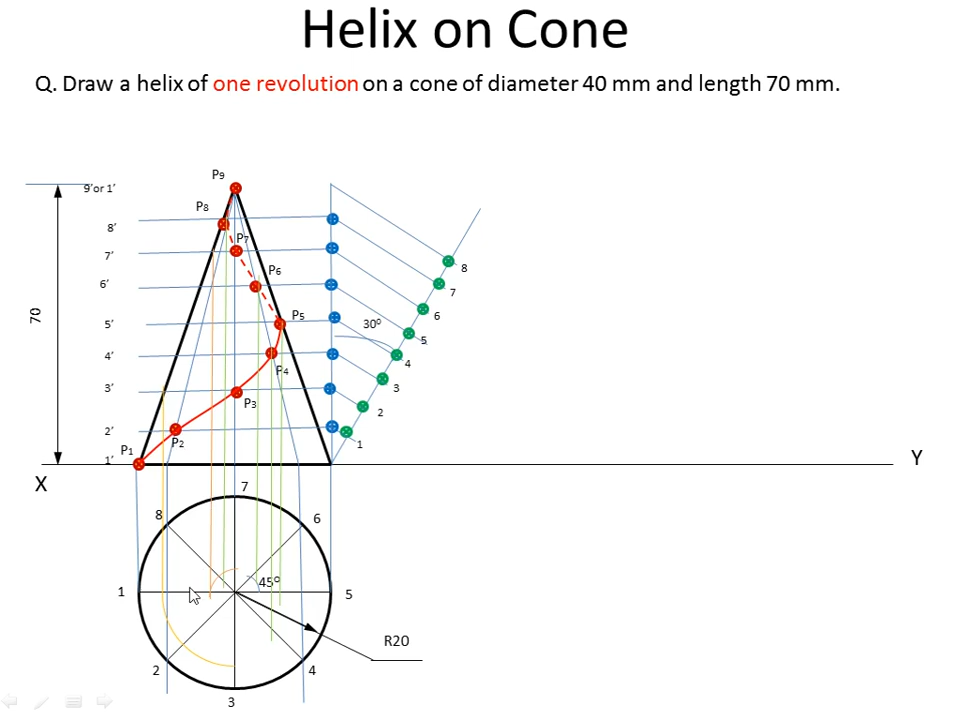 Helix on Cone
Q. Draw a helix of one revolution on a cone of diameter 40 mm and length 70 mm.
P9
9’or 1’
P8
8’
P7
7’
P6
6’
8
7
6
5
4
3
2
1
70
P5
5’
30⁰
4’
P4
3’
P3
2’
P2
P1
1’
X
Y
7
8
6
1
45⁰
5
R20
2
4
3